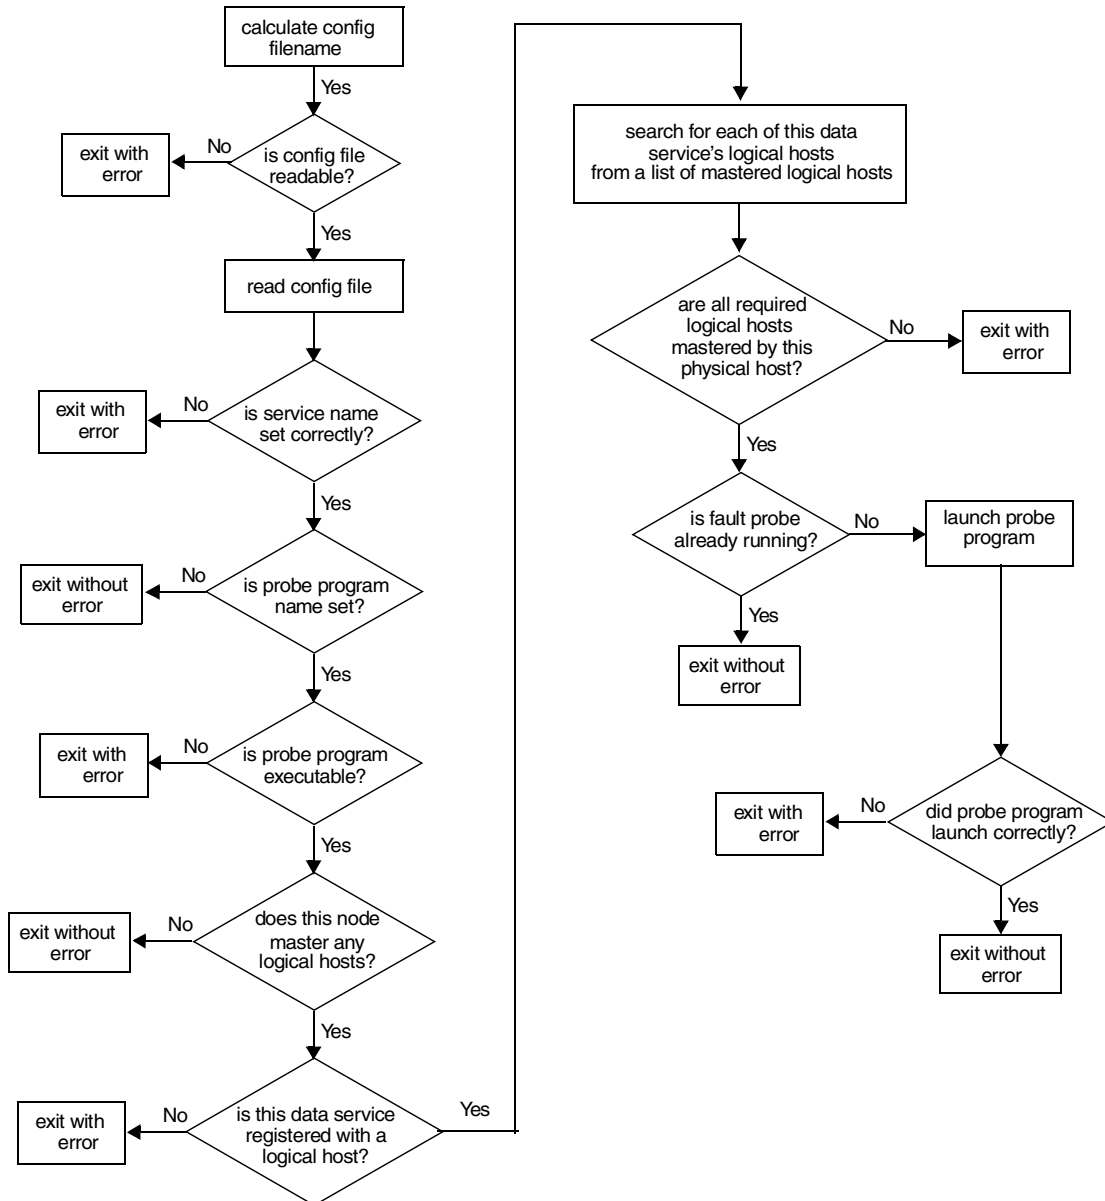 calculate config
filename
Yes
is config file
readable?
No
exit with
error
Yes
read config file
is service name
set correctly?
No
exit with
error
Yes
is probe program
name set?
No
exit without
error
Yes
is probe program
executable?
No
exit with
error
Yes
does this node
master any
logical hosts?
No
exit without
error
Yes
is this data service
registered with a
logical host?
No
exit with
error
Yes
search for each of this data
service's logical hosts
from a list of mastered logical hosts
are all required
logical hosts
mastered by this
physical host?
No
exit with
error
Yes
is fault probe
already running?
No
launch probe
program
Yes
exit without
error
did probe program
launch correctly?
No
exit with
error
Yes
exit without
error